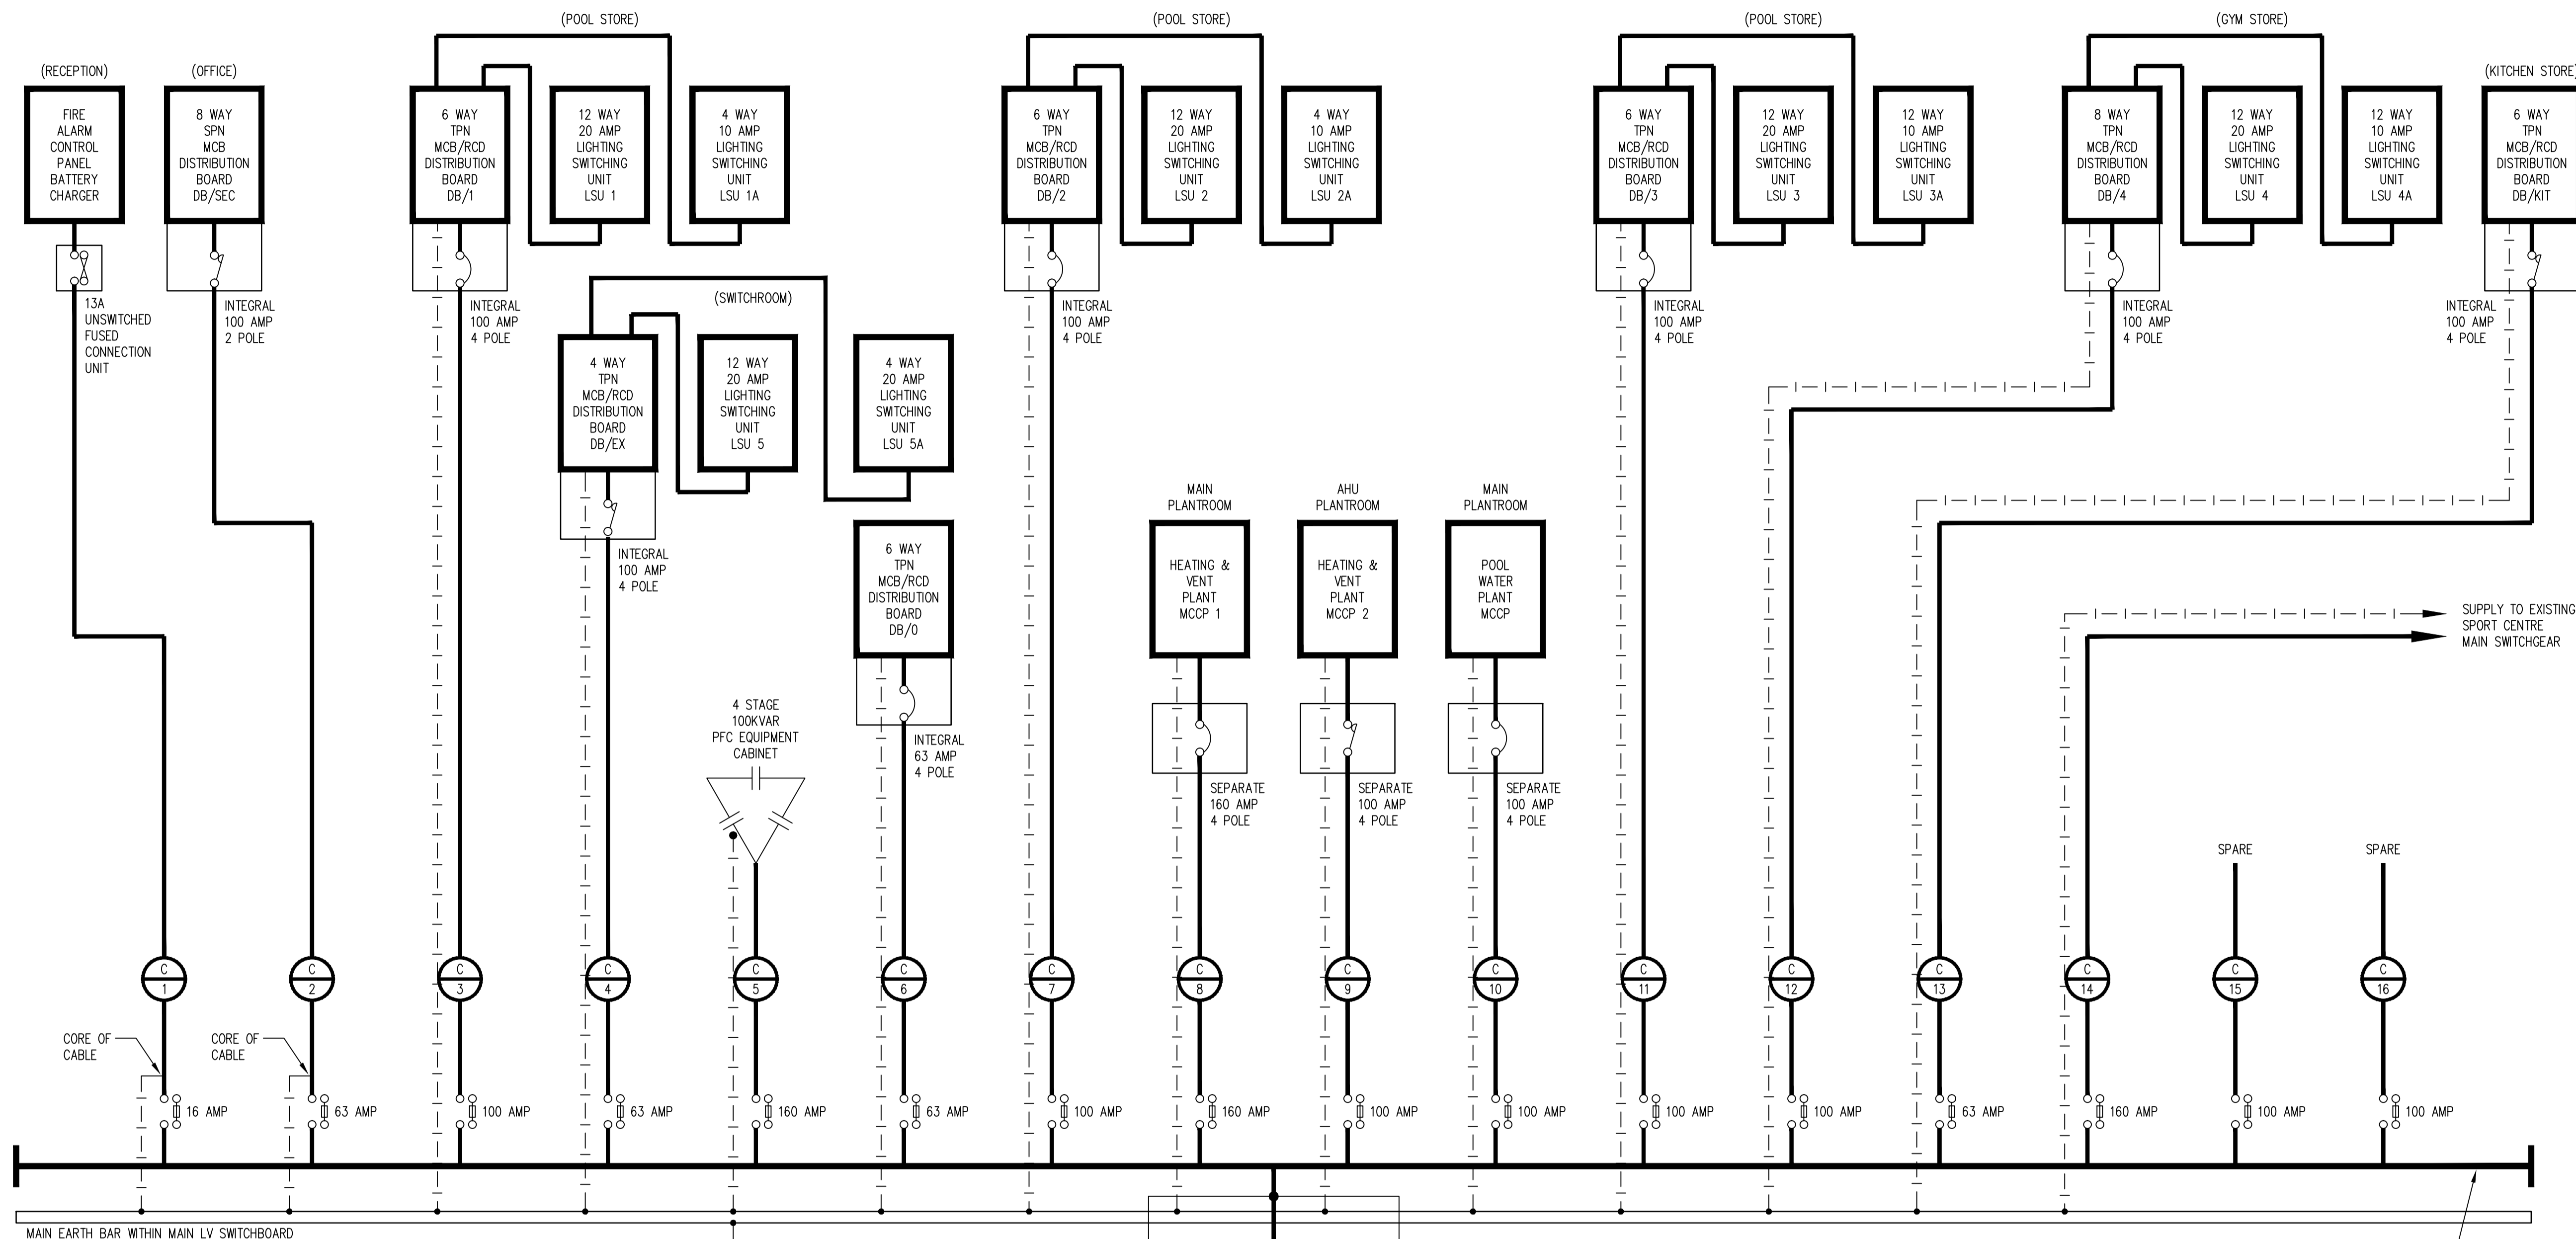 (POOL STORE)
(POOL STORE)
(POOL STORE)
(GYM STORE)
(RECEPTION)
(OFFICE)
(KITCHEN STORE)
FIRE
ALARM
CONTROL
PANEL
BATTERY
CHARGER
8 WAY
SPN
MCB
DISTRIBUTION
BOARD
DB/SEC
6 WAY
TPN
MCB/RCD
DISTRIBUTION
BOARD
DB/1
12 WAY
20 AMP
LIGHTING
SWITCHING
UNIT
LSU 1
4 WAY
10 AMP
LIGHTING
SWITCHING
UNIT
LSU 1A
6 WAY
TPN
MCB/RCD
DISTRIBUTION
BOARD
DB/2
12 WAY
20 AMP
LIGHTING
SWITCHING
UNIT
LSU 2
4 WAY
10 AMP
LIGHTING
SWITCHING
UNIT
LSU 2A
6 WAY
TPN
MCB/RCD
DISTRIBUTION
BOARD
DB/3
12 WAY
20 AMP
LIGHTING
SWITCHING
UNIT
LSU 3
12 WAY
10 AMP
LIGHTING
SWITCHING
UNIT
LSU 3A
8 WAY
TPN
MCB/RCD
DISTRIBUTION
BOARD
DB/4
12 WAY
20 AMP
LIGHTING
SWITCHING
UNIT
LSU 4
12 WAY
10 AMP
LIGHTING
SWITCHING
UNIT
LSU 4A
6 WAY
TPN
MCB/RCD
DISTRIBUTION
BOARD
DB/KIT
13A
UNSWITCHED
FUSED
CONNECTION
UNIT
INTEGRAL
100 AMP
2 POLE
INTEGRAL
100 AMP
4 POLE
INTEGRAL
100 AMP
4 POLE
INTEGRAL
100 AMP
4 POLE
INTEGRAL
100 AMP
4 POLE
INTEGRAL
100 AMP
4 POLE
(SWITCHROOM)
4 WAY
TPN
MCB/RCD
DISTRIBUTION
BOARD
DB/EX
12 WAY
20 AMP
LIGHTING
SWITCHING
UNIT
LSU 5
4 WAY
20 AMP
LIGHTING
SWITCHING
UNIT
LSU 5A
INTEGRAL
100 AMP
4 POLE
6 WAY
TPN
MCB/RCD
DISTRIBUTION
BOARD
DB/0
INTEGRAL
63 AMP
4 POLE
MAIN
PLANTROOM
HEATING &
VENT
PLANT
MCCP 1
SEPARATE
160 AMP
4 POLE
AHU
PLANTROOM
HEATING &
VENT
PLANT
MCCP 2
SEPARATE
100 AMP
4 POLE
MAIN
PLANTROOM
POOL
WATER
PLANT
MCCP
SEPARATE
100 AMP
4 POLE
SUPPLY TO EXISTING
SPORT CENTRE
MAIN SWITCHGEAR
4 STAGE
100KVAR
PFC EQUIPMENT
CABINET
SPARE
SPARE
C
1
C
2
C
3
C
4
C
5
C
6
C
7
C
8
C
9
C
10
C
11
C
12
C
13
C
14
C
15
C
16
CORE OF
CABLE
CORE OF
CABLE
16 AMP
63 AMP
100 AMP
63 AMP
160 AMP
63 AMP
100 AMP
160 AMP
100 AMP
100 AMP
100 AMP
100 AMP
63 AMP
160 AMP
100 AMP
100 AMP
MAIN EARTH BAR WITHIN MAIN LV SWITCHBOARD